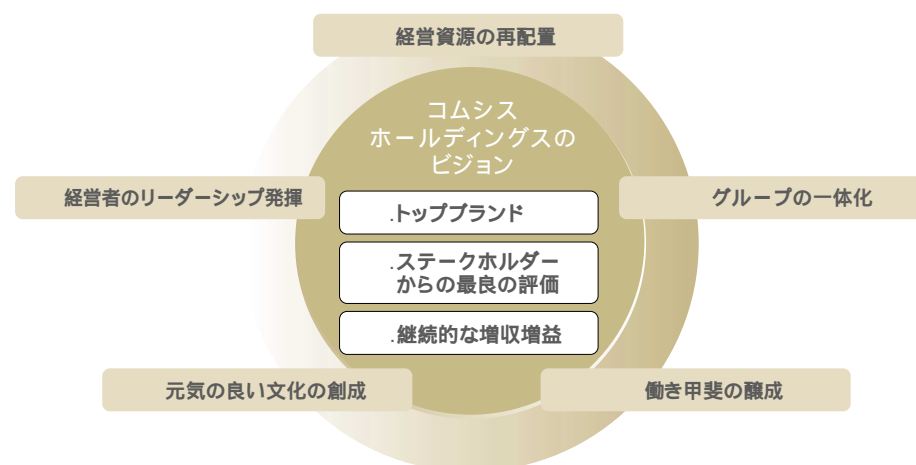 経営資源の再配置
コムシス
ホールディングスの
ビジョン
経営者のリーダーシップ発揮
グループの一体化
.トップブランド
.ステークホルダー
からの最良の評価
.継続的な増収増益
元気の良い文化の創成
働き甲斐の醸成